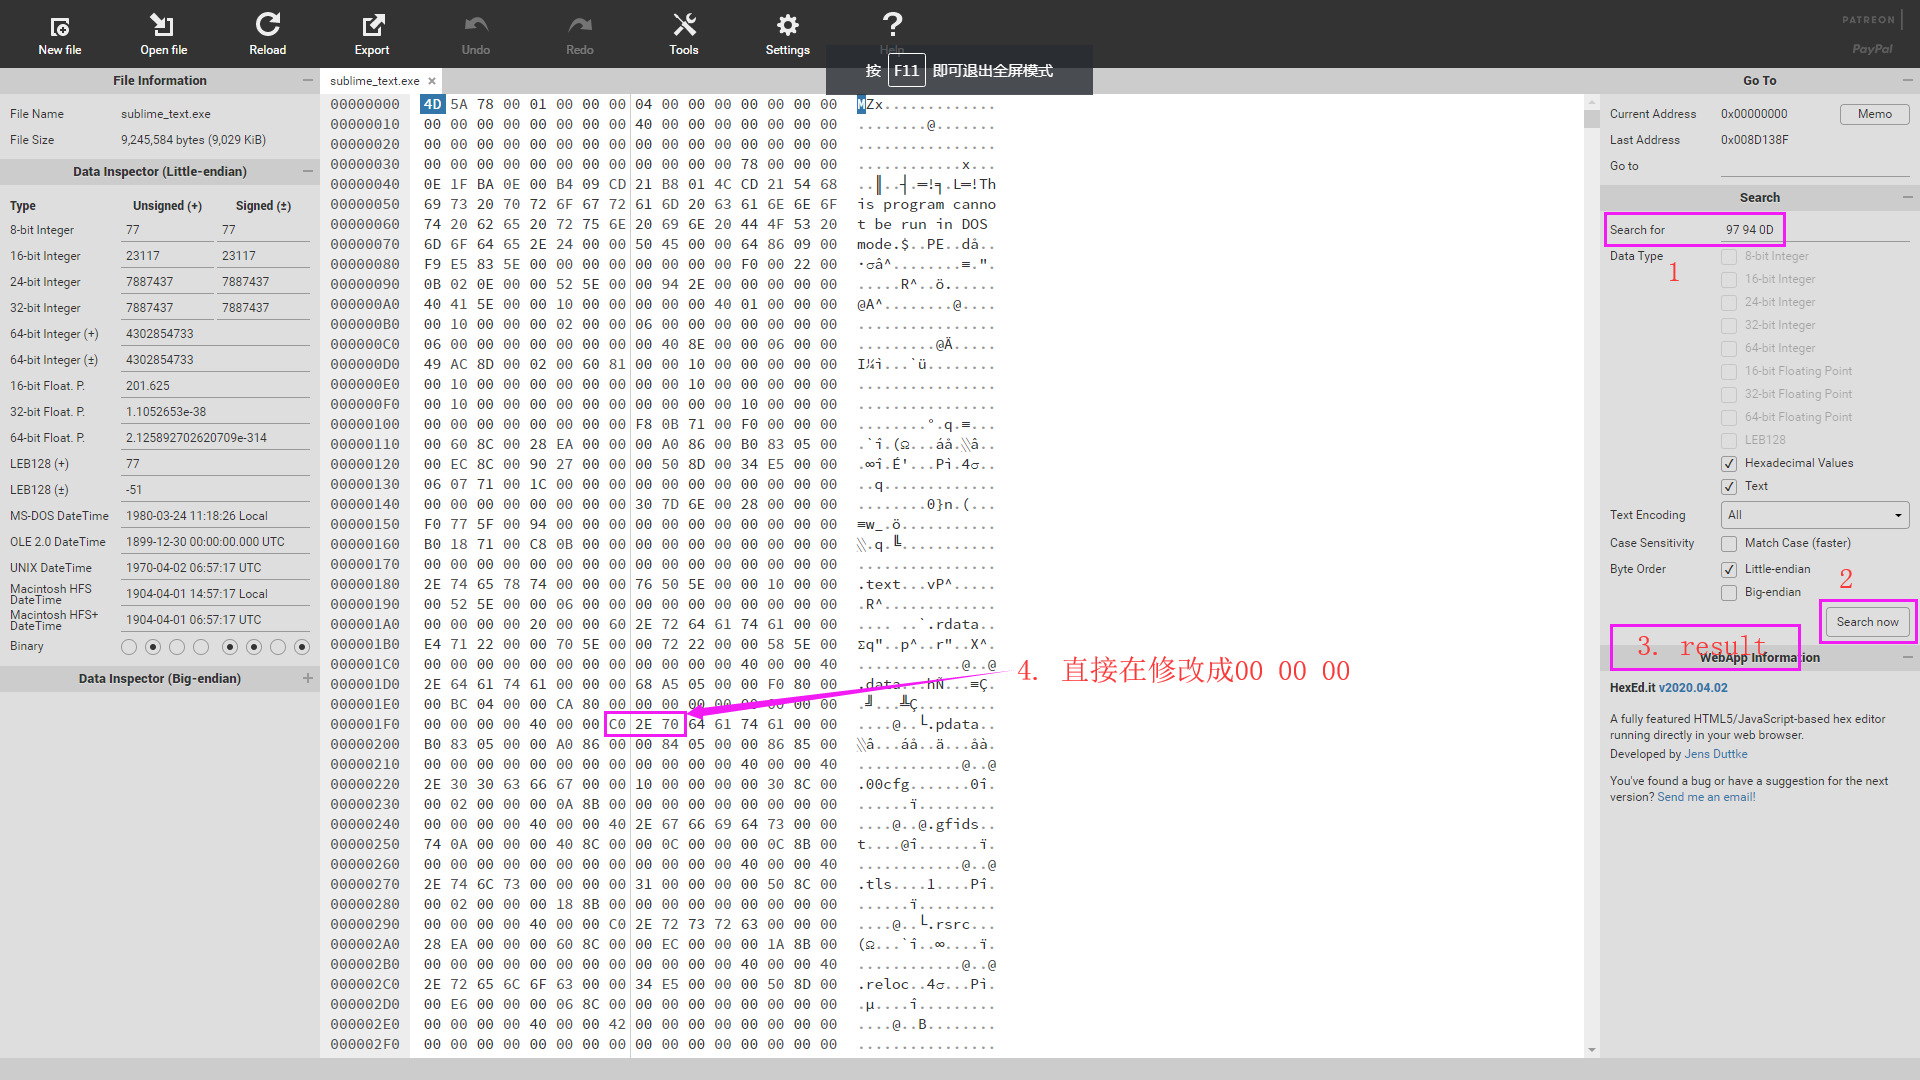 New file Open file Reload Export Undo Redo Tools Settings Help
PATREON
PayPal
按 F11 即可退出全屏模式
File Information
File Name sublime_text.exe
File Size 9,245,584 bytes (9,029 KiB)
Data Inspector (Little-endian)
Type Unsigned (+) Signed (±)
8-bit Integer 77 77
16-bit Integer 23117 23117
24-bit Integer 7887437 7887437
32-bit Integer 7887437 7887437
64-bit Integer (+) 4302854733
64-bit Integer (±) 4302854733
16-bit Float. P. 201.625
32-bit Float. P. 1.1052653e-38
64-bit Float. P. 2.125892702620709e-314
LEB128 (+) 77
LEB128 (±) -51
MS-DOS DateTime 1980-03-24 11:18:26 Local
OLE 2.0 DateTime 1899-12-30 00:00:00.000 UTC
UNIX DateTime 1970-04-02 06:57:17 UTC
Macintosh HFS DateTime 1904-04-01 14:57:17 Local
Macintosh HFS+ DateTime 1904-04-01 06:57:17 UTC
Binary
Data Inspector (Big-endian)
sublime_text.exe ×
00000000 4D 5A 78 00 01 00 00 00 04 00 00 00 00 00 00 00 MZx.............
00000010 00 00 00 00 00 00 00 00 40 00 00 00 00 00 00 00 ........@.......
00000020 00 00 00 00 00 00 00 00 00 00 00 00 00 00 00 00 ................
00000030 00 00 00 00 00 00 00 00 00 00 00 00 78 00 00 00 ............x...
00000040 0E 1F BA 0E 00 B4 09 CD 21 B8 01 4C CD 21 54 68 ..║..┤.═!╕.L═!Th
00000050 69 73 20 70 72 6F 67 72 61 6D 20 63 61 6E 6E 6F is program canno
00000060 74 20 62 65 20 72 75 6E 20 69 6E 20 44 4F 53 20 t be run in DOS
00000070 6D 6F 64 65 2E 24 00 00 50 45 00 00 64 86 09 00 mode.$..PE..då..
00000080 F9 E5 83 5E 00 00 00 00 00 00 00 00 F0 00 22 00 ·σâ^........≡.".
00000090 0B 02 0E 00 00 52 5E 00 00 94 2E 00 00 00 00 00 .....R^..ö......
000000A0 40 41 5E 00 00 10 00 00 00 00 00 40 01 00 00 00 @A^........@....
000000B0 00 10 00 00 00 02 00 00 06 00 00 00 00 00 00 00 ................
000000C0 06 00 00 00 00 00 00 00 00 40 8E 00 00 06 00 00 .........@Ä.....
000000D0 49 AC 8D 00 02 00 60 81 00 00 10 00 00 00 00 00 I¼ì...`ü........
000000E0 00 10 00 00 00 00 00 00 00 00 10 00 00 00 00 00 ................
000000F0 00 10 00 00 00 00 00 00 00 00 00 00 10 00 00 00 ................
00000100 00 00 00 00 00 00 00 00 F8 0B 71 00 F0 00 00 00 ........°.q.≡...
00000110 00 60 8C 00 28 EA 00 00 00 A0 86 00 B0 83 05 00 .`î.(Ω...áå.░â..
00000120 00 EC 8C 00 90 27 00 00 00 50 8D 00 34 E5 00 00 .∞î.É'...Pì.4σ..
00000130 06 07 71 00 1C 00 00 00 00 00 00 00 00 00 00 00 ..q.............
00000140 00 00 00 00 00 00 00 00 30 7D 6E 00 28 00 00 00 ........0}n.(...
00000150 F0 77 5F 00 94 00 00 00 00 00 00 00 00 00 00 00 ≡w_.ö...........
00000160 B0 18 71 00 C8 0B 00 00 00 00 00 00 00 00 00 00 ░.q.╚...........
00000170 00 00 00 00 00 00 00 00 00 00 00 00 00 00 00 00 ................
00000180 2E 74 65 78 74 00 00 00 76 50 5E 00 00 10 00 00 .text...vP^.....
00000190 00 52 5E 00 00 06 00 00 00 00 00 00 00 00 00 00 .R^.............
000001A0 00 00 00 00 20 00 00 60 2E 72 64 61 74 61 00 00 .... ..`.rdata..
000001B0 E4 71 22 00 00 70 5E 00 00 72 22 00 00 58 5E 00 Σq"..p^..r"..X^.
000001C0 00 00 00 00 00 00 00 00 00 00 00 00 40 00 00 40 ............@..@
000001D0 2E 64 61 74 61 00 00 00 68 A5 05 00 00 F0 80 00 .data...hÑ...≡Ç.
000001E0 00 BC 04 00 00 CA 80 00 00 00 00 00 00 00 00 00 .╝...╩Ç.........
000001F0 00 00 00 00 40 00 00 C0 2E 70 64 61 74 61 00 00 ....@..└.pdata..
00000200 B0 83 05 00 00 A0 86 00 00 84 05 00 00 86 85 00 ░â...áå..ä...åà.
00000210 00 00 00 00 00 00 00 00 00 00 00 00 40 00 00 40 ............@..@
00000220 2E 30 30 63 66 67 00 00 10 00 00 00 00 30 8C 00 .00cfg.......0î.
00000230 00 02 00 00 00 0A 8B 00 00 00 00 00 00 00 00 00 ......ï.........
00000240 00 00 00 00 40 00 00 40 2E 67 66 69 64 73 00 00 ....@..@.gfids..
00000250 74 0A 00 00 00 40 8C 00 00 0C 00 00 00 0C 8B 00 t....@î.......ï.
00000260 00 00 00 00 00 00 00 00 00 00 00 00 40 00 00 40 ............@..@
00000270 2E 74 6C 73 00 00 00 00 31 00 00 00 00 50 8C 00 .tls....1....Pî.
00000280 00 02 00 00 00 18 8B 00 00 00 00 00 00 00 00 00 ......ï.........
00000290 00 00 00 00 40 00 00 C0 2E 72 73 72 63 00 00 00 ....@..└.rsrc...
000002A0 28 EA 00 00 00 60 8C 00 00 EC 00 00 00 1A 8B 00 (Ω...`î..∞....ï.
000002B0 00 00 00 00 00 00 00 00 00 00 00 00 40 00 00 40 ............@..@
000002C0 2E 72 65 6C 6F 63 00 00 34 E5 00 00 00 50 8D 00 .reloc..4σ...Pì.
000002D0 00 E6 00 00 00 06 8C 00 00 00 00 00 00 00 00 00 .µ....î.........
000002E0 00 00 00 00 40 00 00 42 00 00 00 00 00 00 00 00 ....@..B........
000002F0 00 00 00 00 00 00 00 00 00 00 00 00 00 00 00 00 ................
4. 直接在修改成00 00 00
Go To
Current Address 0x00000000 Memo
Last Address 0x008D138F
Go to
Search
Search for 97 94 0D
1
Data Type 8-bit Integer
16-bit Integer
24-bit Integer
32-bit Integer
64-bit Integer
16-bit Floating Point
32-bit Floating Point
64-bit Floating Point
LEB128
Hexadecimal Values
Text
Text Encoding All
Case Sensitivity Match Case (faster)
Byte Order Little-endian
Big-endian
2
Search now
3. result
WebApp Information
HexEd.it v2020.04.02
A fully featured HTML5/JavaScript-based hex editor
running directly in your web browser.
Developed by Jens Duttke
You've found a bug or have a suggestion for the next
version? Send me an email!